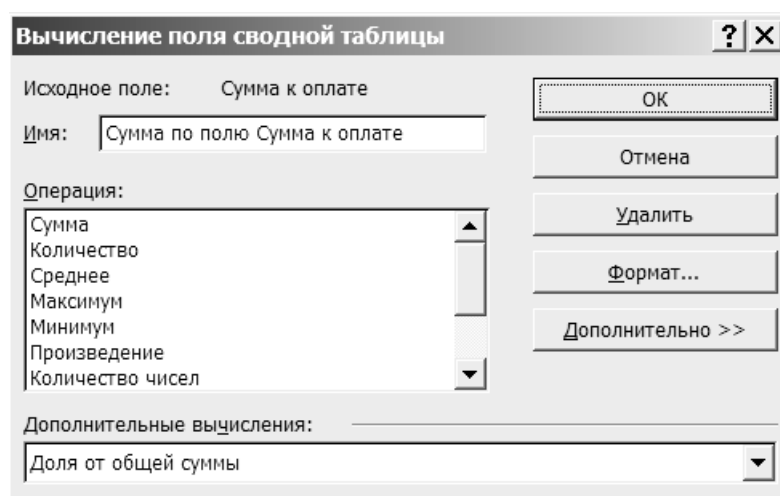 Вычисление поля сводной таблицы
Исходное поле: Сумма к оплате
Имя: Сумма по полю Сумма к оплате
Операция:
Сумма
Количество
Среднее
Максимум
Минимум
Произведение
Количество чисел
ОК
Отмена
Удалить
Формат...
Дополнительно >>
Дополнительные вычисления:
Доля от общей суммы